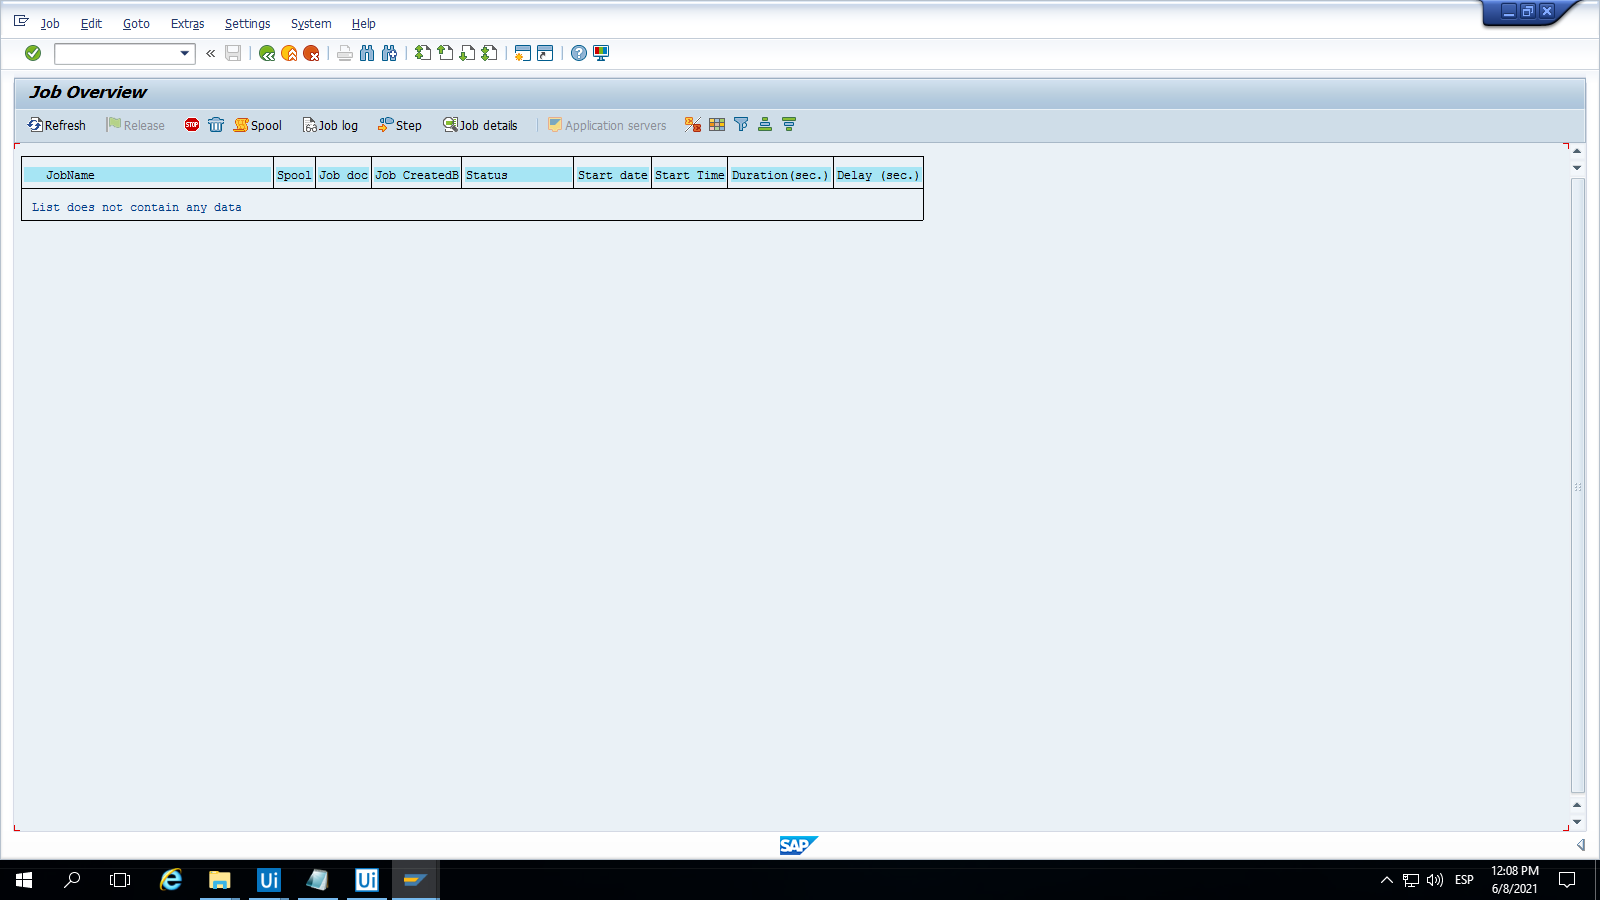 Job Edit Goto Extras Settings System Help
Job Overview
Refresh Release STOP Spool Job log Step Job details Application servers
JobName Spool Job doc Job CreatedB Status Start date Start Time Duration(sec.) Delay (sec.)
List does not contain any data
SAP
Ui Ui ESP 12:08 PM
6/8/2021